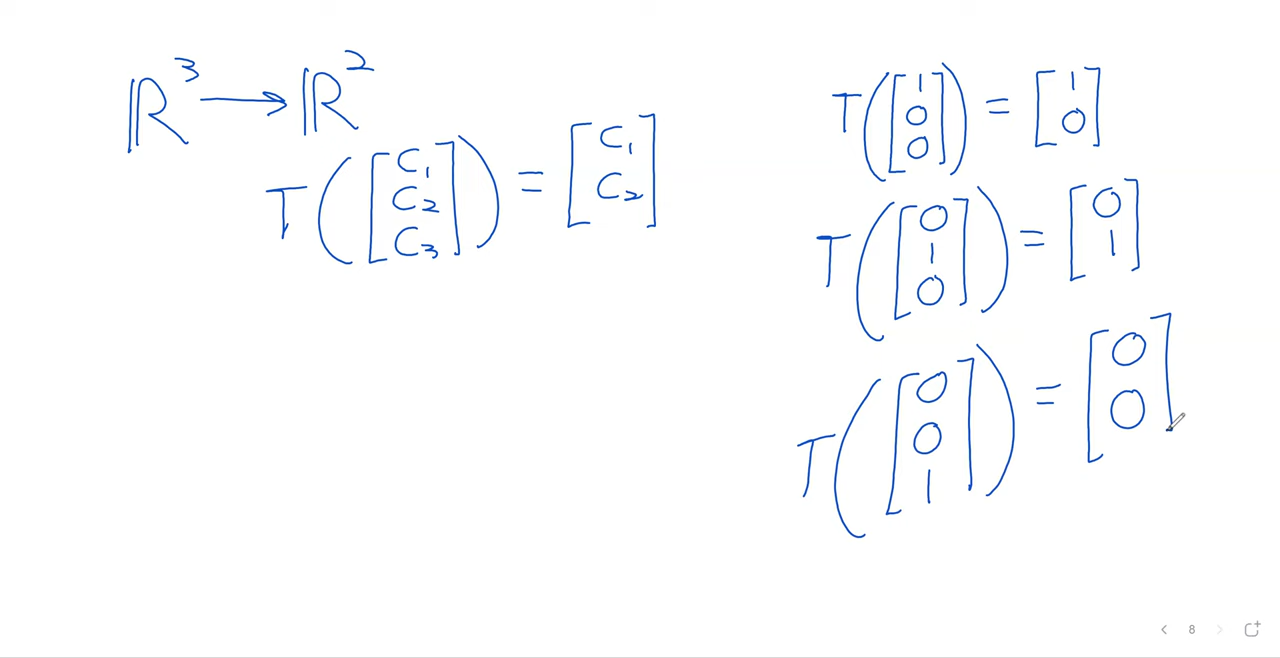 ℝ³ → ℝ²
T([C₁ C₂ C₃]) = [C₁ C₂]
T([1 0 0]) = [1 0]
T([0 1 0]) = [0 1]
T([0 0 1]) = [0 0]
8